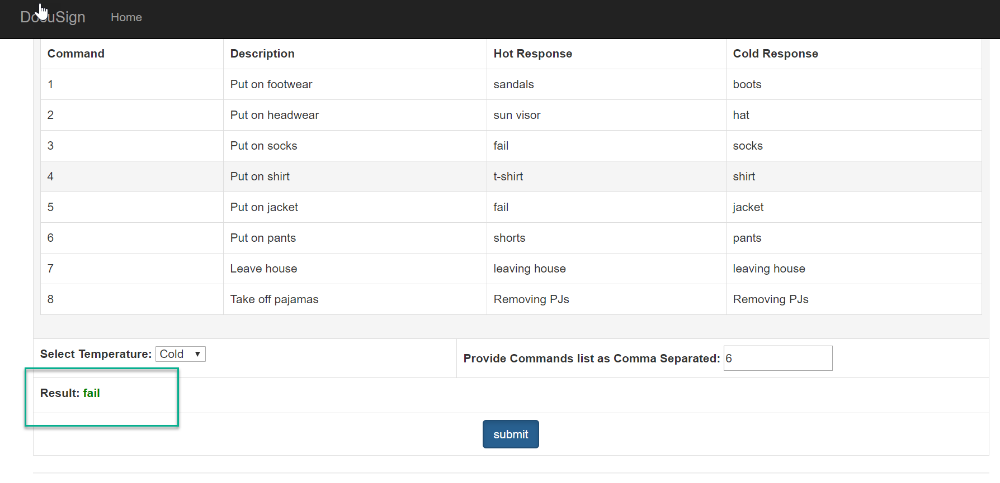 DocuSign Home
Command Description Hot Response Cold Response
1 Put on footwear sandals boots
2 Put on headwear sun visor hat
3 Put on socks fail socks
4 Put on shirt t-shirt shirt
5 Put on jacket fail jacket
6 Put on pants shorts pants
7 Leave house leaving house leaving house
8 Take off pajamas Removing PJs Removing PJs
Select Temperature: Cold Provide Commands list as Comma Separated: 6
Result: fail
submit